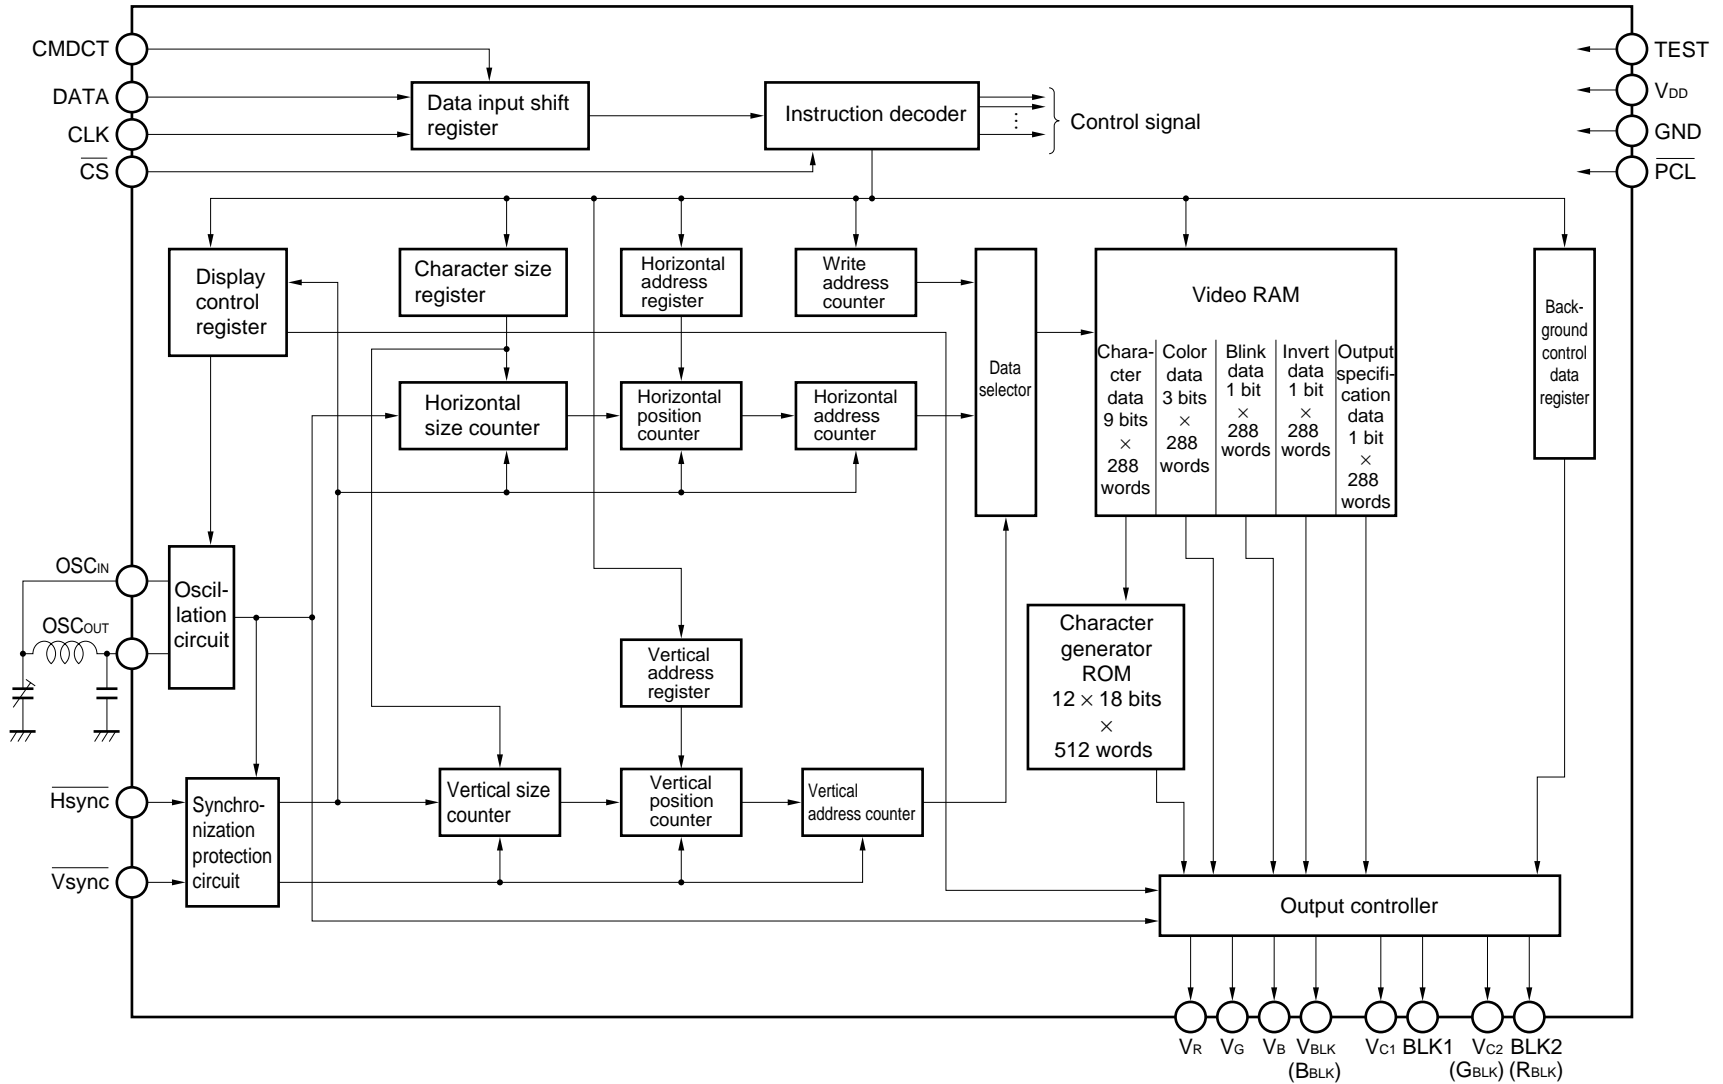 CMDCT
DATA
CLK
CS
TEST
VDD
GND
PCL
Data input shift
register
Instruction decoder
⋮
Control signal
Display
control
register
Character size
register
Horizontal
address
register
Write
address
counter
Data
selector
Video RAM
Chara-
cter
data
9 bits
×
288
words
Color
data
3 bits
×
288
words
Blink
data
1 bit
×
288
words
Invert
data
1 bit
×
288
words
Output
specifi-
cation
data
1 bit
×
288
words
Back-
ground
control
data
register
Horizontal
size counter
Horizontal
position
counter
Horizontal
address
counter
OSCIN
OSCOUT
Oscil-
lation
circuit
Vertical
address
register
Character
generator
ROM
12 × 18 bits
×
512 words
Hsync
Vsync
Synchro-
nization
protection
circuit
Vertical size
counter
Vertical
position
counter
Vertical
address counter
Output controller
VR
VG
VB
VBLK
(BBLK)
VC1
BLK1
VC2
(GBLK)
BLK2
(RBLK)